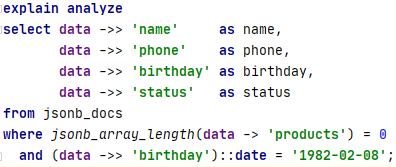 explain analyze
select data ->> 'name' as name,
data ->> 'phone' as phone,
data ->> 'birthday' as birthday,
data ->> 'status' as status
from jsonb_docs
where jsonb_array_length(data -> 'products') = 0
and (data ->> 'birthday')::date = '1982-02-08';